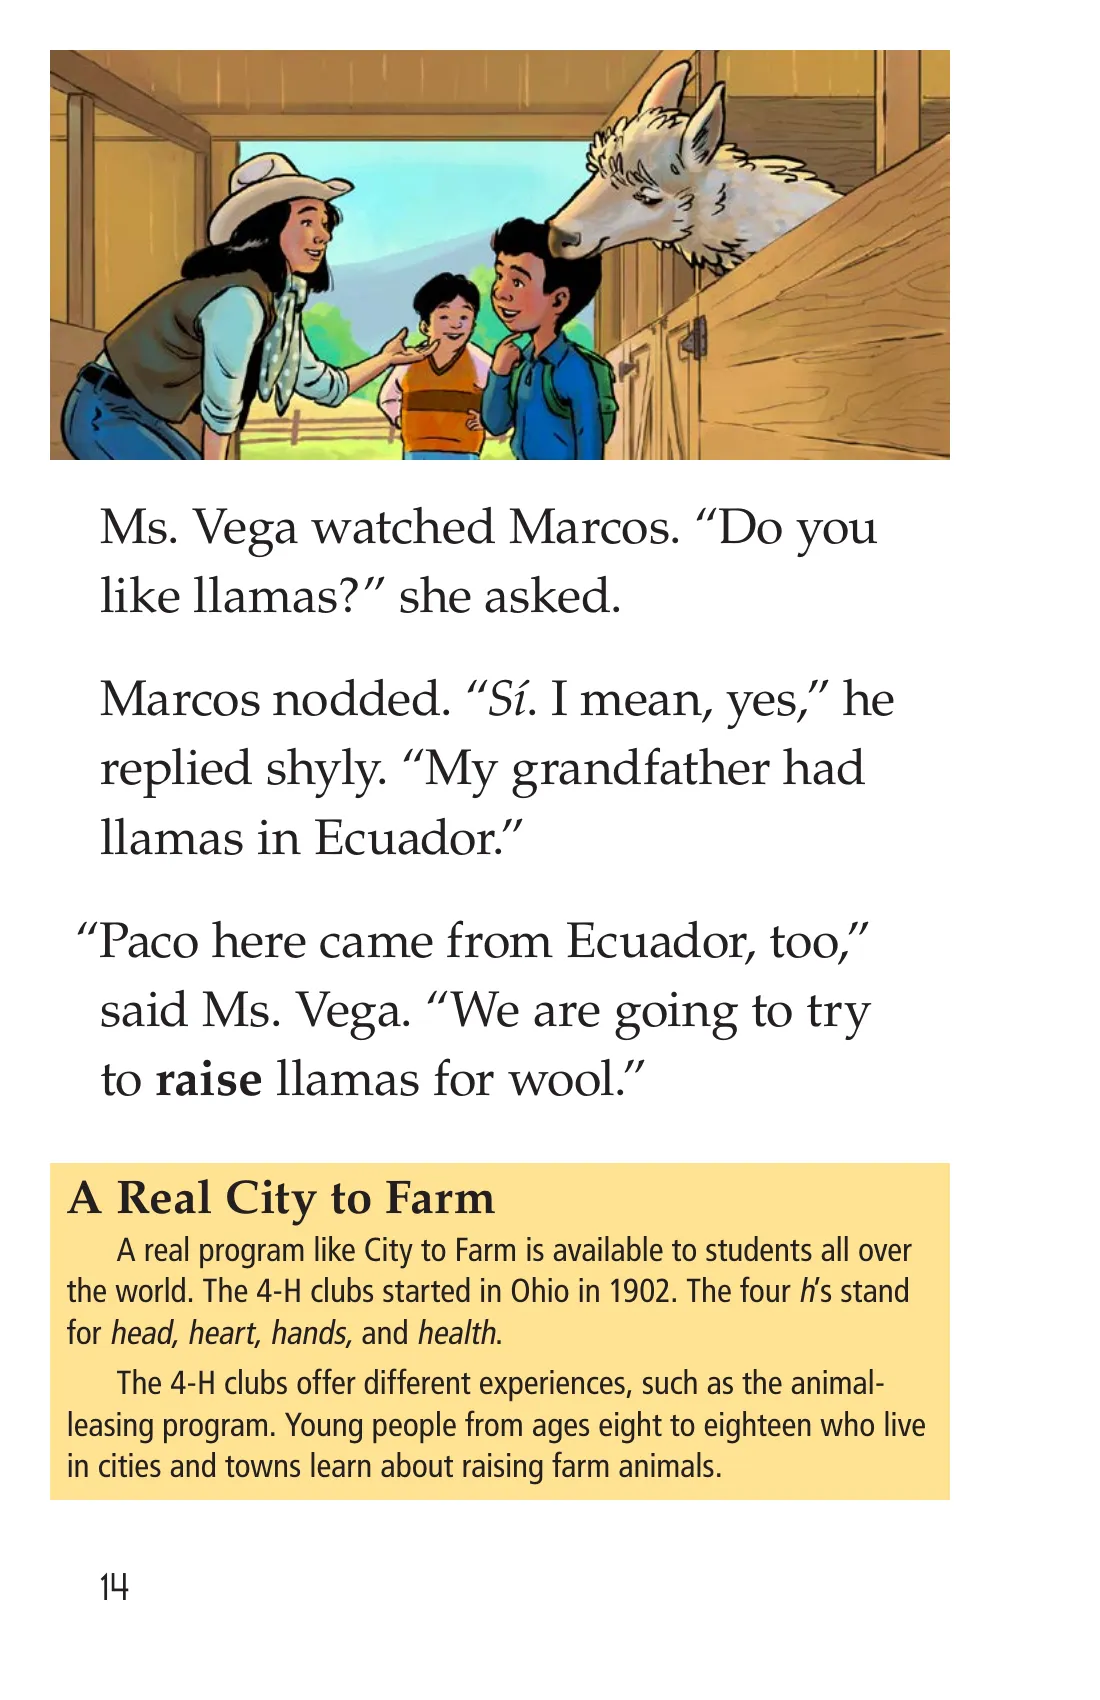 Ms. Vega watched Marcos. “Do you
like llamas?” she asked.
Marcos nodded. “Sí. I mean, yes,” he
replied shyly. “My grandfather had
llamas in Ecuador.”
“Paco here came from Ecuador, too,”
said Ms. Vega. “We are going to try
to raise llamas for wool.”
A Real City to Farm
A real program like City to Farm is available to students all over
the world. The 4-H clubs started in Ohio in 1902. The four h’s stand
for head, heart, hands, and health.
The 4-H clubs offer different experiences, such as the animal-
leasing program. Young people from ages eight to eighteen who live
in cities and towns learn about raising farm animals.
14